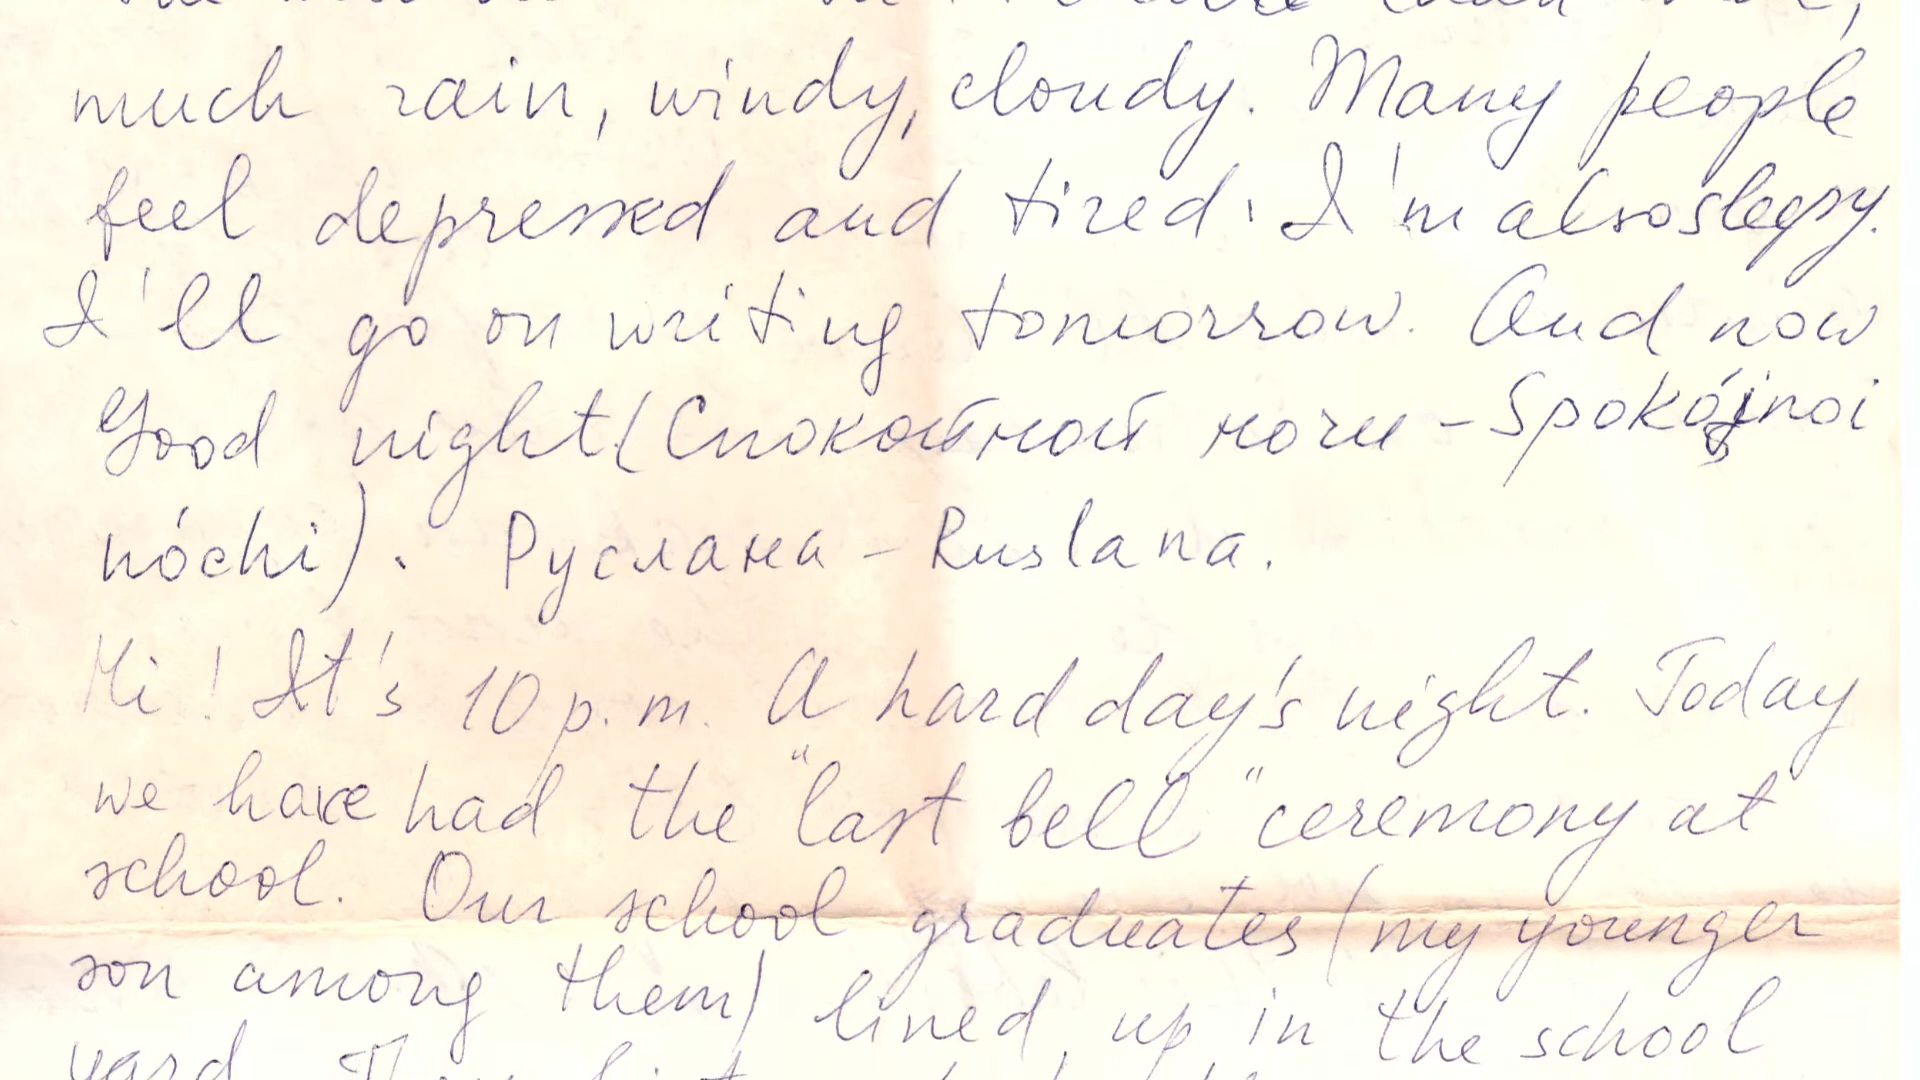 much rain, windy, cloudy. Many people
feel depressed and tired. I'm also sleepy.
I'll go on writing tomorrow. And now
Good night (Спокойной ночи – Spokójnoi
nóchi). Руслана – Ruslana.
Hi! It's 10 p.m. A hard day's night. Today
we have had the "last bell" ceremony at
school. Our school graduates (my younger
son among them) lined up in the school
yard.